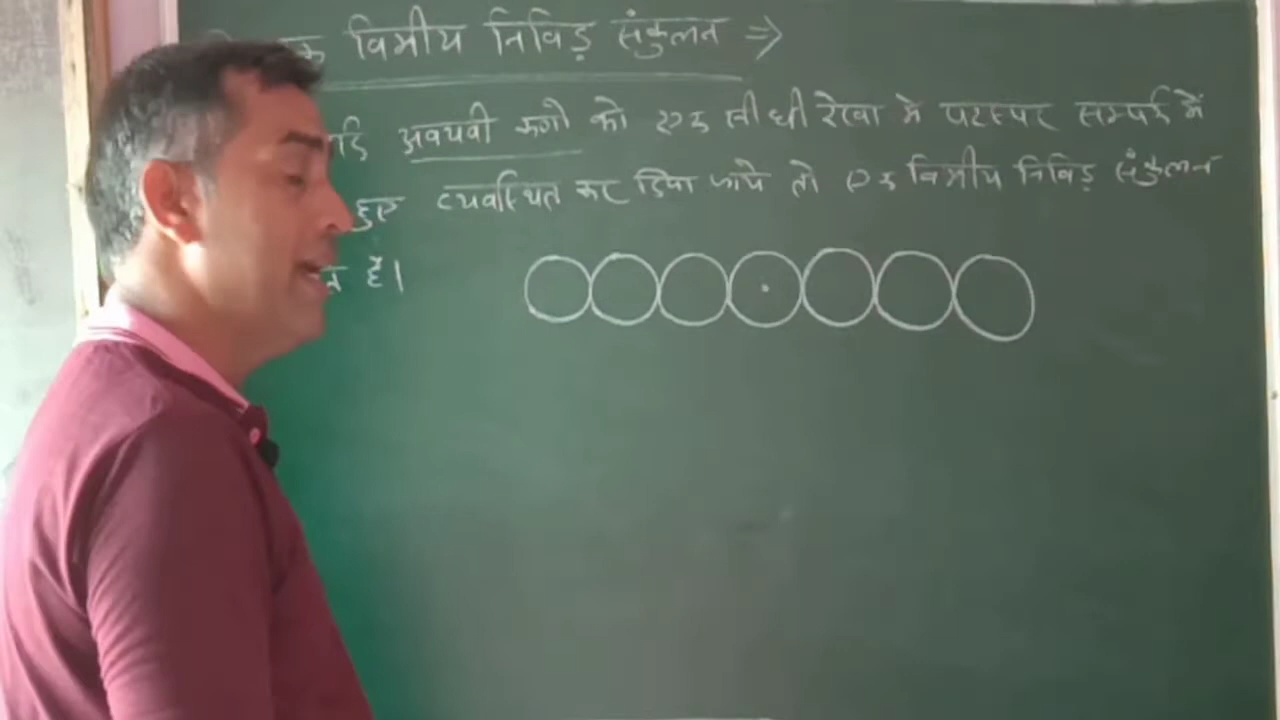 विमीय निविड़ संकुलन ⇒
अवयवी कणो को एक सीधी रेखा मे परस्पर सम्पर्क में
हुए व्यवस्थित कर दिया जाये तो एक विमीय निविड़ संकुलन
है।